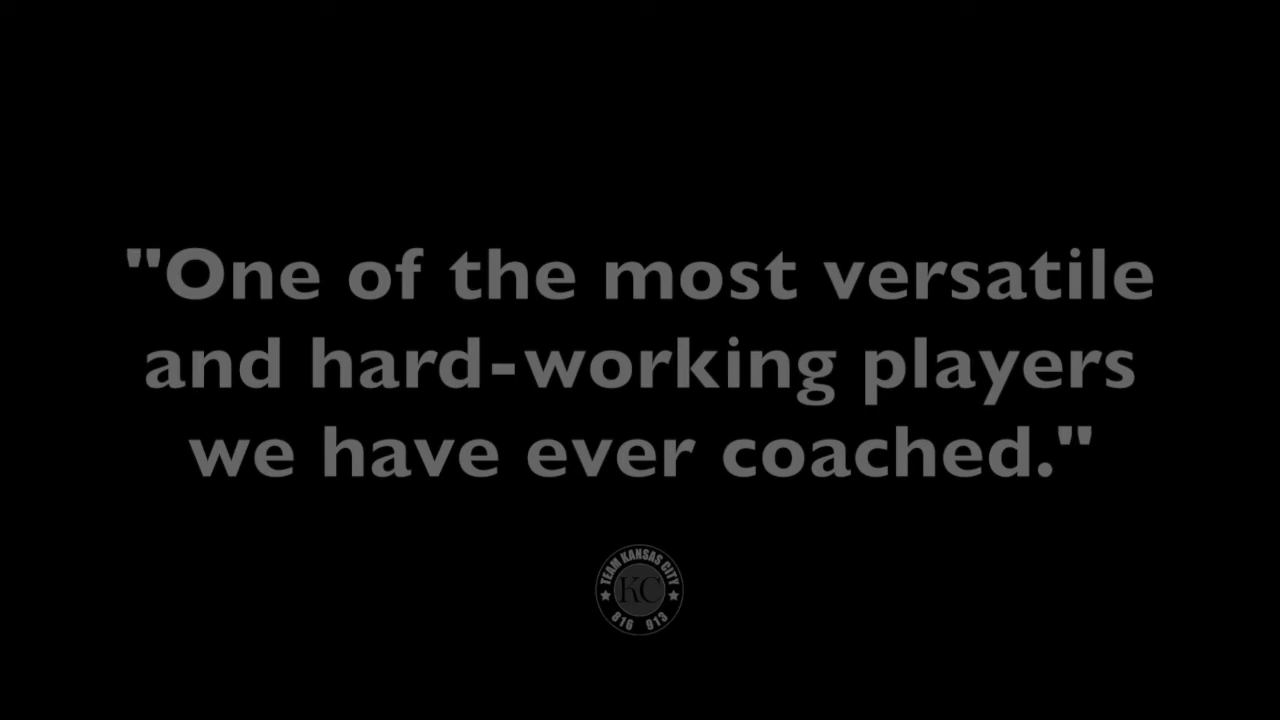 "One of the most versatile
and hard-working players
we have ever coached."
TEAM KANSAS CITY
KC
816 913